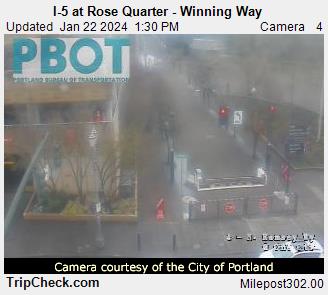 I-5 at Rose Quarter - Winning Way
Updated Jan 22 2024 1:30 PM Camera 4
PBOT
PORTLAND BUREAU OF TRANSPORTATION
Camera courtesy of the City of Portland
TripCheck.com Milepost302.00